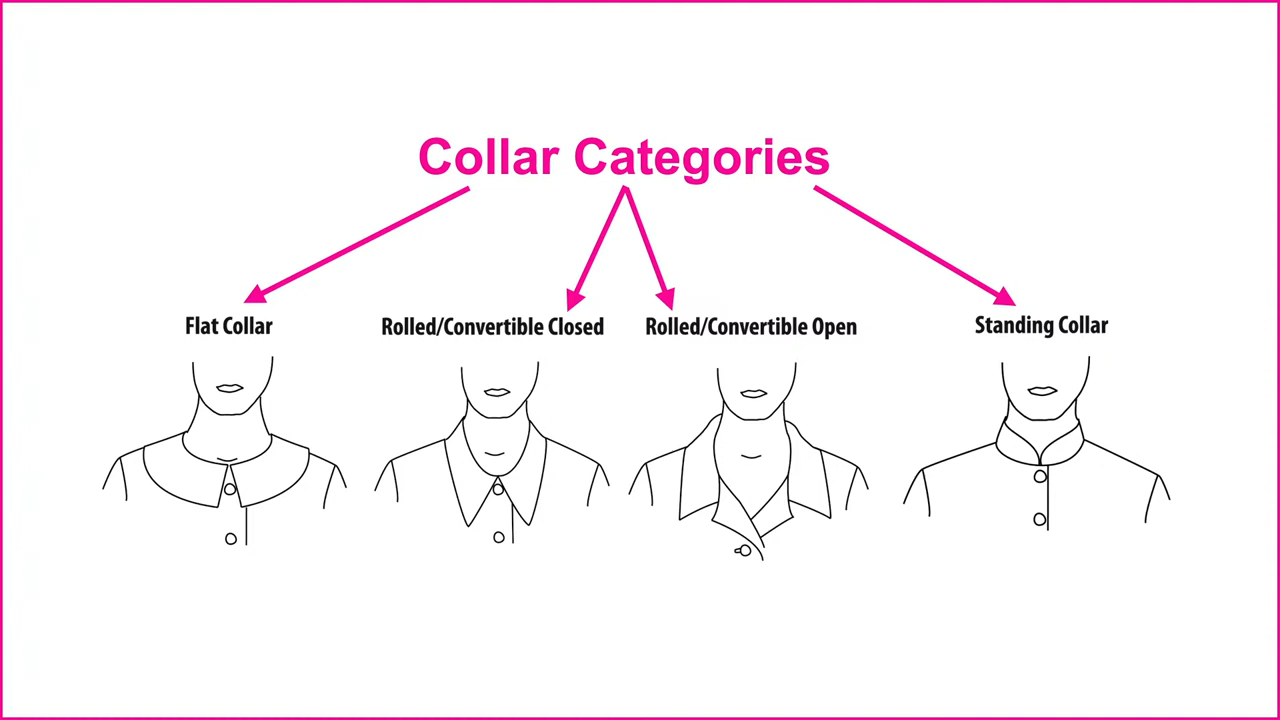 Collar Categories
Flat Collar
Rolled/Convertible Closed
Rolled/Convertible Open
Standing Collar